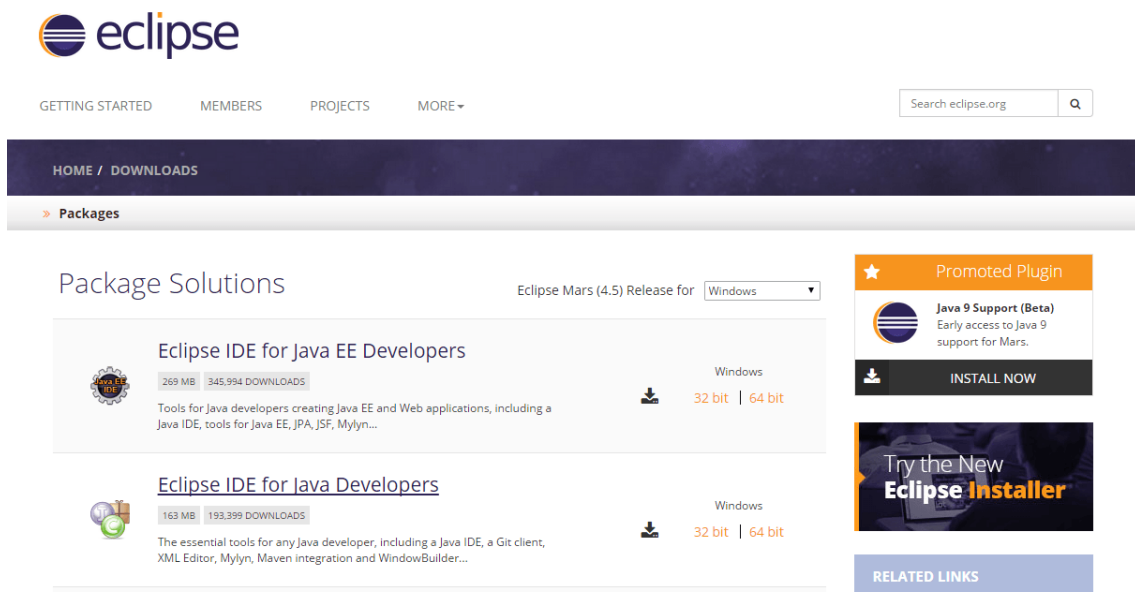 eclipse
GETTING STARTED MEMBERS PROJECTS MORE
Search eclipse.org
HOME / DOWNLOADS
» Packages
Package Solutions
Eclipse Mars (4.5) Release for Windows
Eclipse IDE for Java EE Developers
269 MB 345,994 DOWNLOADS
Tools for Java developers creating Java EE and Web applications, including a
Java IDE, tools for Java EE, JPA, JSF, Mylyn...
Windows
32 bit | 64 bit
Java EE
IDE
Eclipse IDE for Java Developers
163 MB 193,399 DOWNLOADS
The essential tools for any Java developer, including a Java IDE, a Git client,
XML Editor, Mylyn, Maven integration and WindowBuilder...
Windows
32 bit | 64 bit
Promoted Plugin
Java 9 Support (Beta)
Early access to Java 9
support for Mars.
INSTALL NOW
Try the New
Eclipse Installer
RELATED LINKS